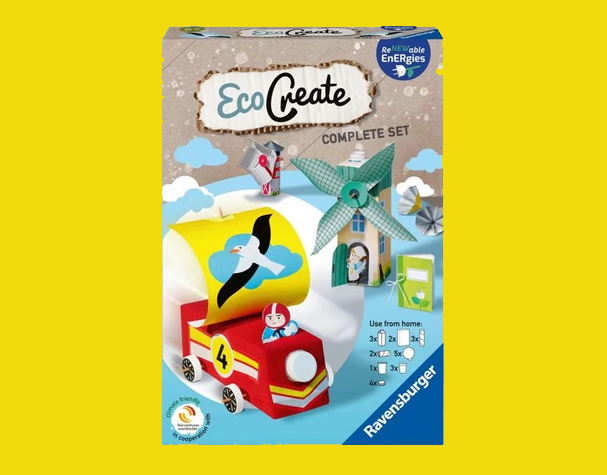 ReNEWable
EnERgies
EcoCreate
COMPLETE SET
4
Use from home:
3x 2x 3x
2x 5x
1x 3x
4x
Ravensburger
climate friendly
in cooperation with